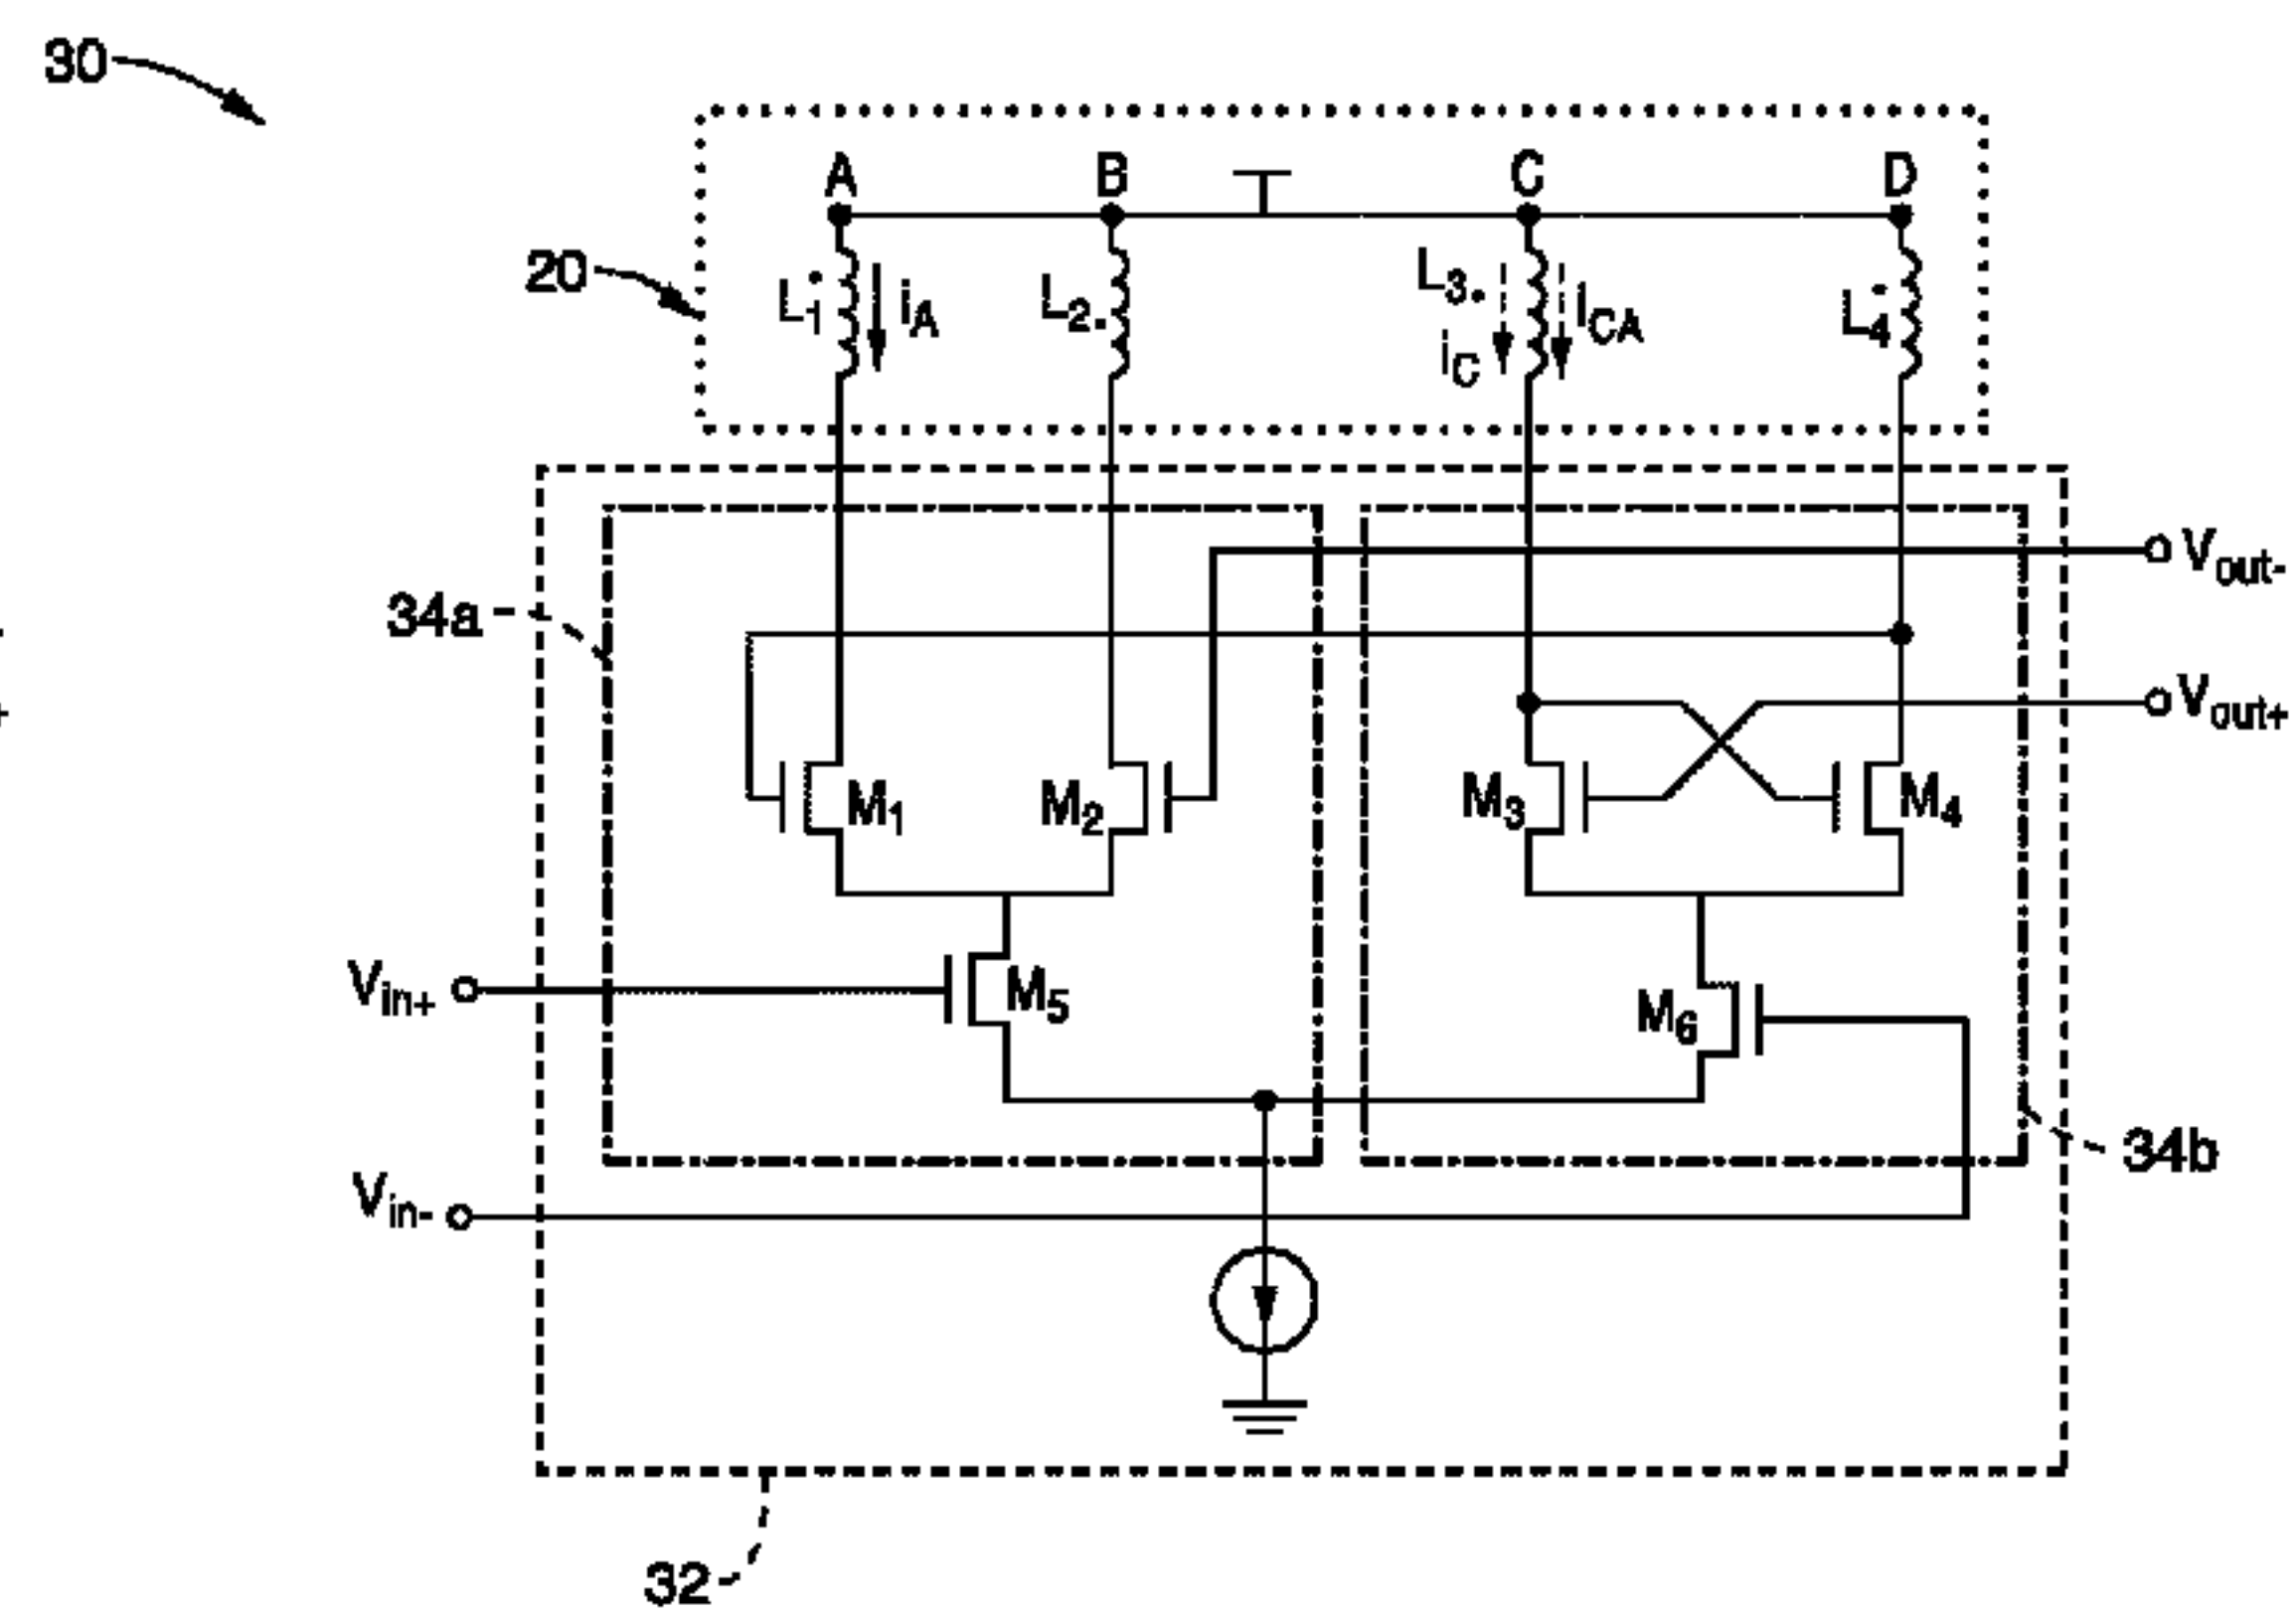 30
A B C D
20
L1 iA L2 L3 iC iCA L4
Vout-
34a
Vout+
M1 M2 M3 M4
Vin+ M5 M6
34b
Vin-
32